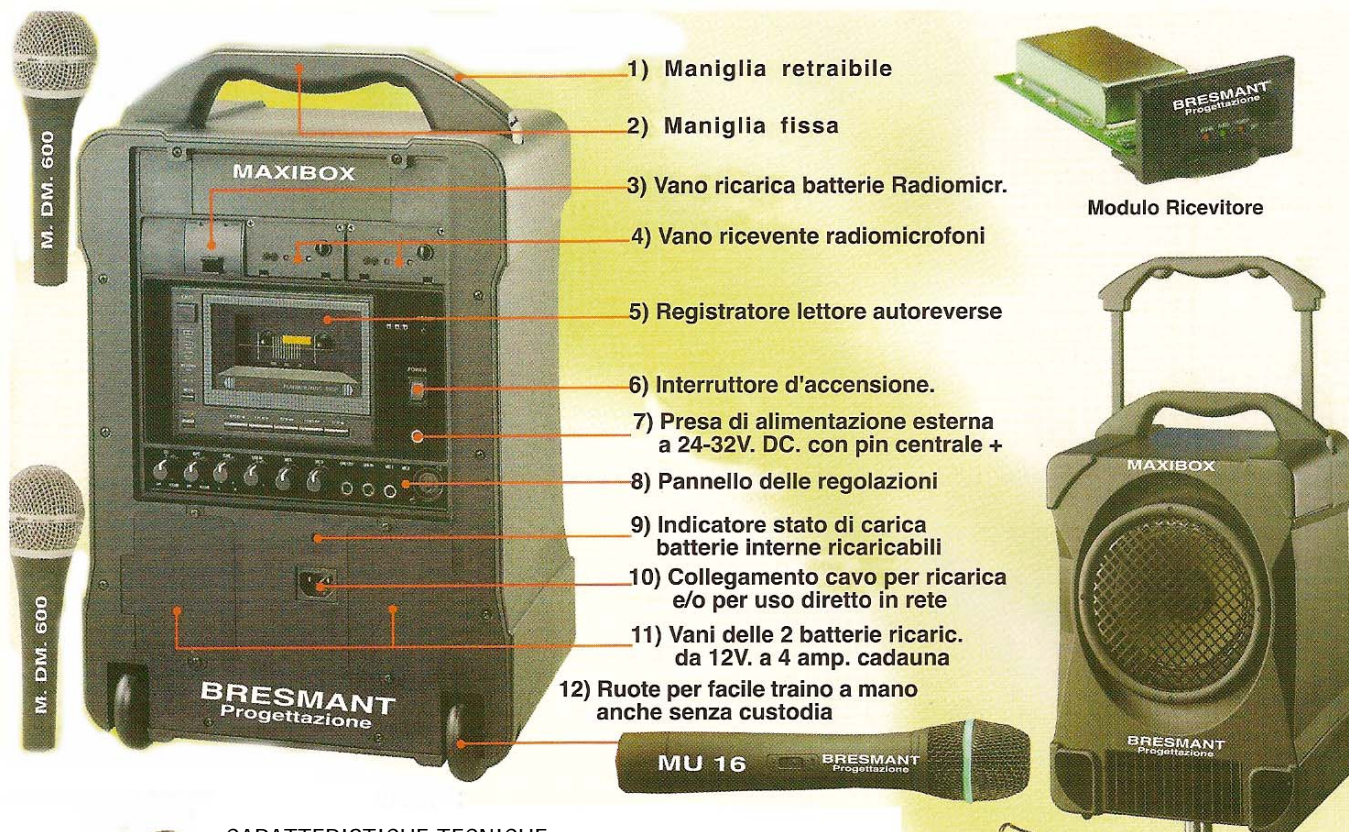 M. DM. 600
MAXIBOX
1) Maniglia retraibile
2) Maniglia fissa
3) Vano ricarica batterie Radiomicr.
4) Vano ricevente radiomicrofoni
5) Registratore lettore autoreverse
6) Interruttore d'accensione.
7) Presa di alimentazione esterna
a 24-32V. DC. con pin centrale +
8) Pannello delle regolazioni
9) Indicatore stato di carica
batterie interne ricaricabili
10) Collegamento cavo per ricarica
e/o per uso diretto in rete
11) Vani delle 2 batterie ricaric.
da 12V. a 4 amp. cadauna
12) Ruote per facile traino a mano
anche senza custodia
POWER
M. DM. 600
BRESMANT
Progettazione
MU 16
BRESMANT
Progettazione
BRESMANT
Progettazione
Modulo Ricevitore
MAXIBOX
BRESMANT
Progettazione
CARATTERISTICHE TECNICHE